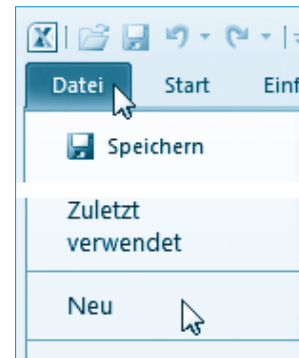 Datei Start Einf
Speichern
Zuletzt
verwendet
Neu